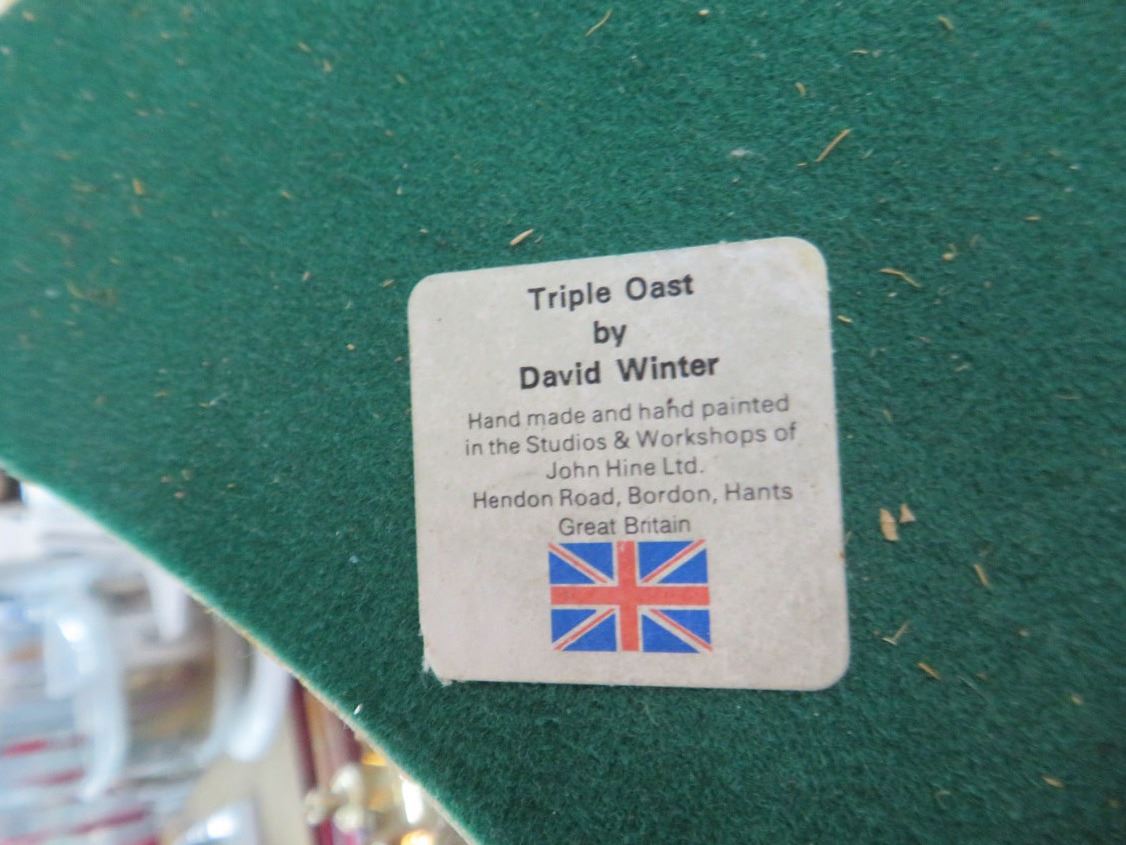 Triple Oast
by
David Winter
Hand made and hand painted
in the Studios & Workshops of
John Hine Ltd.
Hendon Road, Bordon, Hants
Great Britain